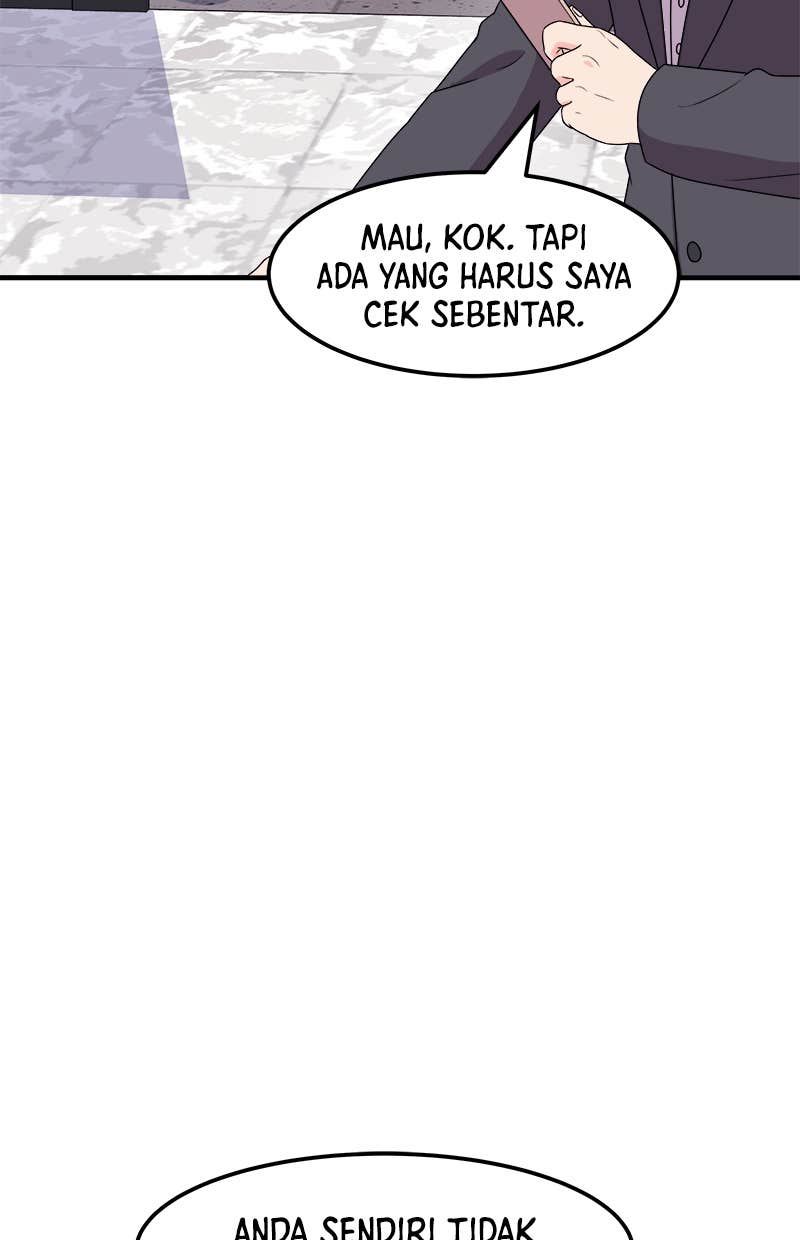 MAU, KOK. TAPI
ADA YANG HARUS SAYA
CEK SEBENTAR.
ANDA SENDIRI TIDAK